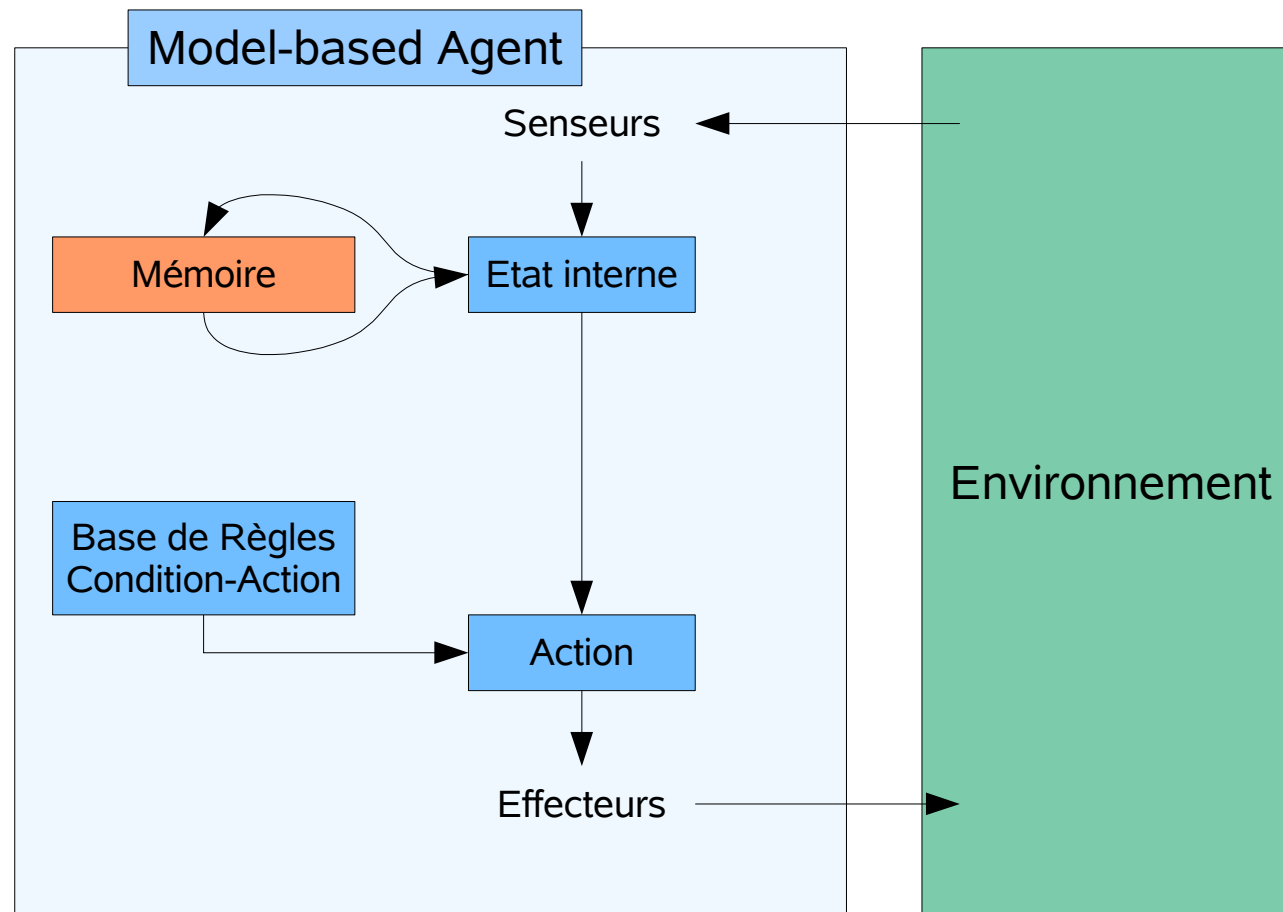 Model-based Agent
Senseurs
Mémoire
Etat interne
Environnement
Base de Règles
Condition-Action
Action
Effecteurs